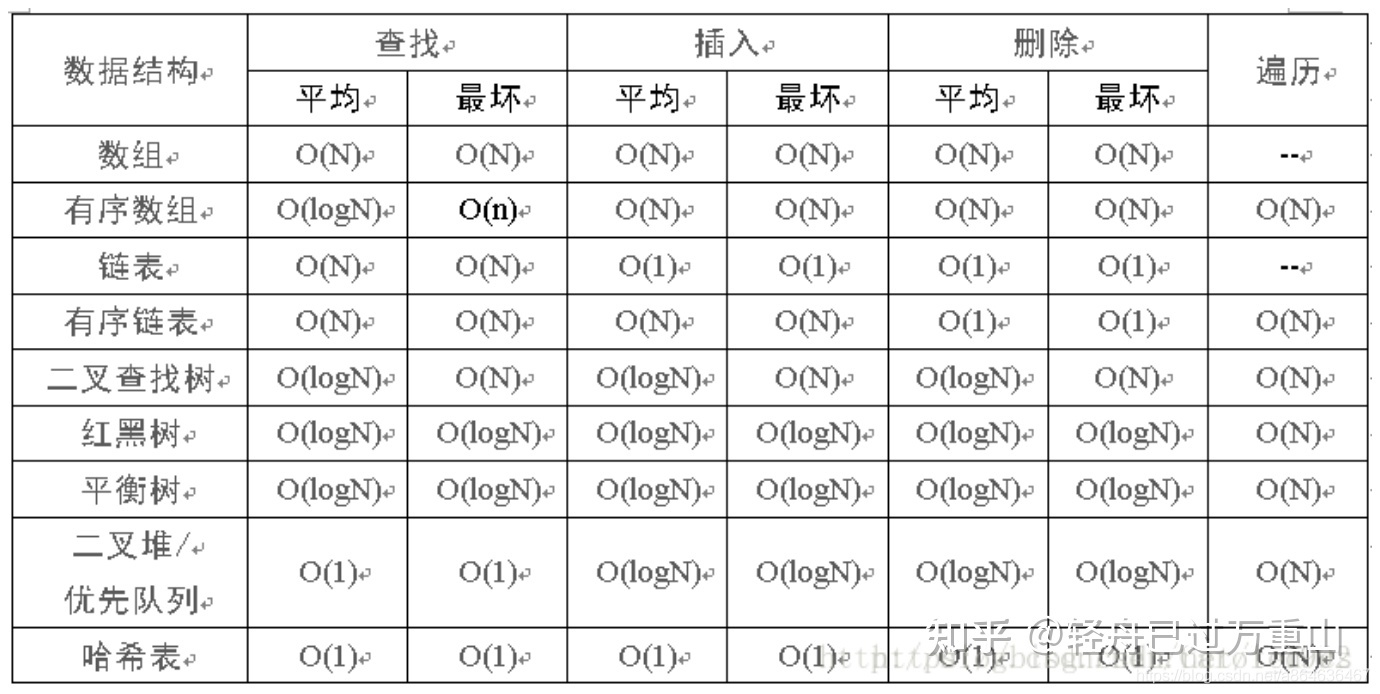 数据结构 查找 插入 删除 遍历
平均 最坏 平均 最坏 平均 最坏
数组 O(N) O(N) O(N) O(N) O(N) O(N) --
有序数组 O(logN) O(n) O(N) O(N) O(N) O(N) O(N)
链表 O(N) O(N) O(1) O(1) O(1) O(1) --
有序链表 O(N) O(N) O(N) O(N) O(1) O(1) O(N)
二叉查找树 O(logN) O(N) O(logN) O(N) O(logN) O(N) O(N)
红黑树 O(logN) O(logN) O(logN) O(logN) O(logN) O(logN) O(N)
平衡树 O(logN) O(logN) O(logN) O(logN) O(logN) O(logN) O(N)
二叉堆/
优先队列 O(1) O(1) O(logN) O(logN) O(logN) O(logN) O(N)
哈希表 O(1) O(1) O(1) O(1) O(1) O(1) O(N)
知乎 @轻舟已过万重山